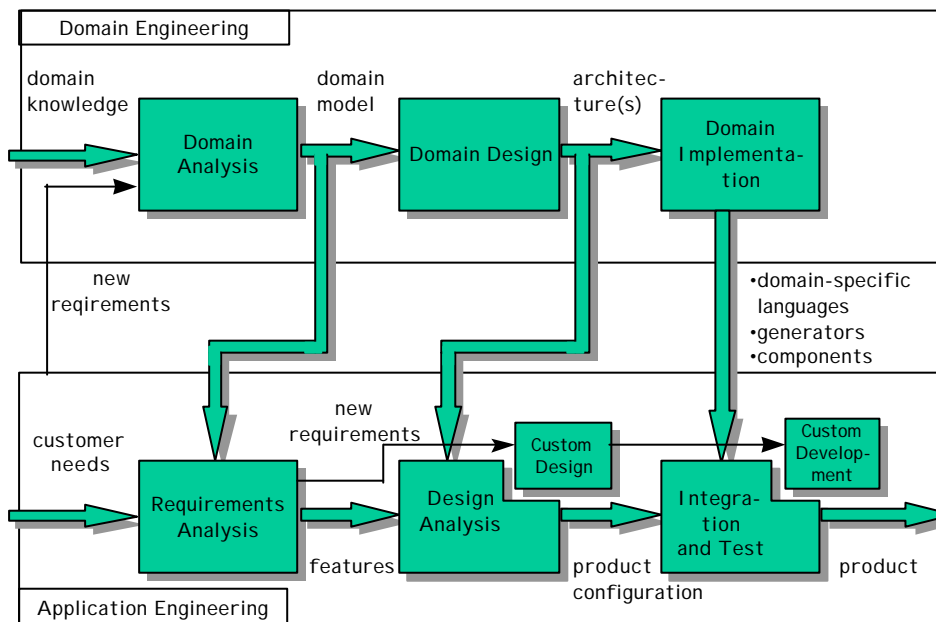 Domain Engineering
domain
knowledge
domain
model
architec-
ture(s)
Domain
Analysis
Domain Design
Domain
Implementa-
tion
new
reqirements
•domain-specific
languages
•generators
•components
customer
needs
new
requirements
Custom
Design
Custom
Develop-
ment
Requirements
Analysis
Design
Analysis
Integra-
tion
and Test
features
product
configuration
product
Application Engineering